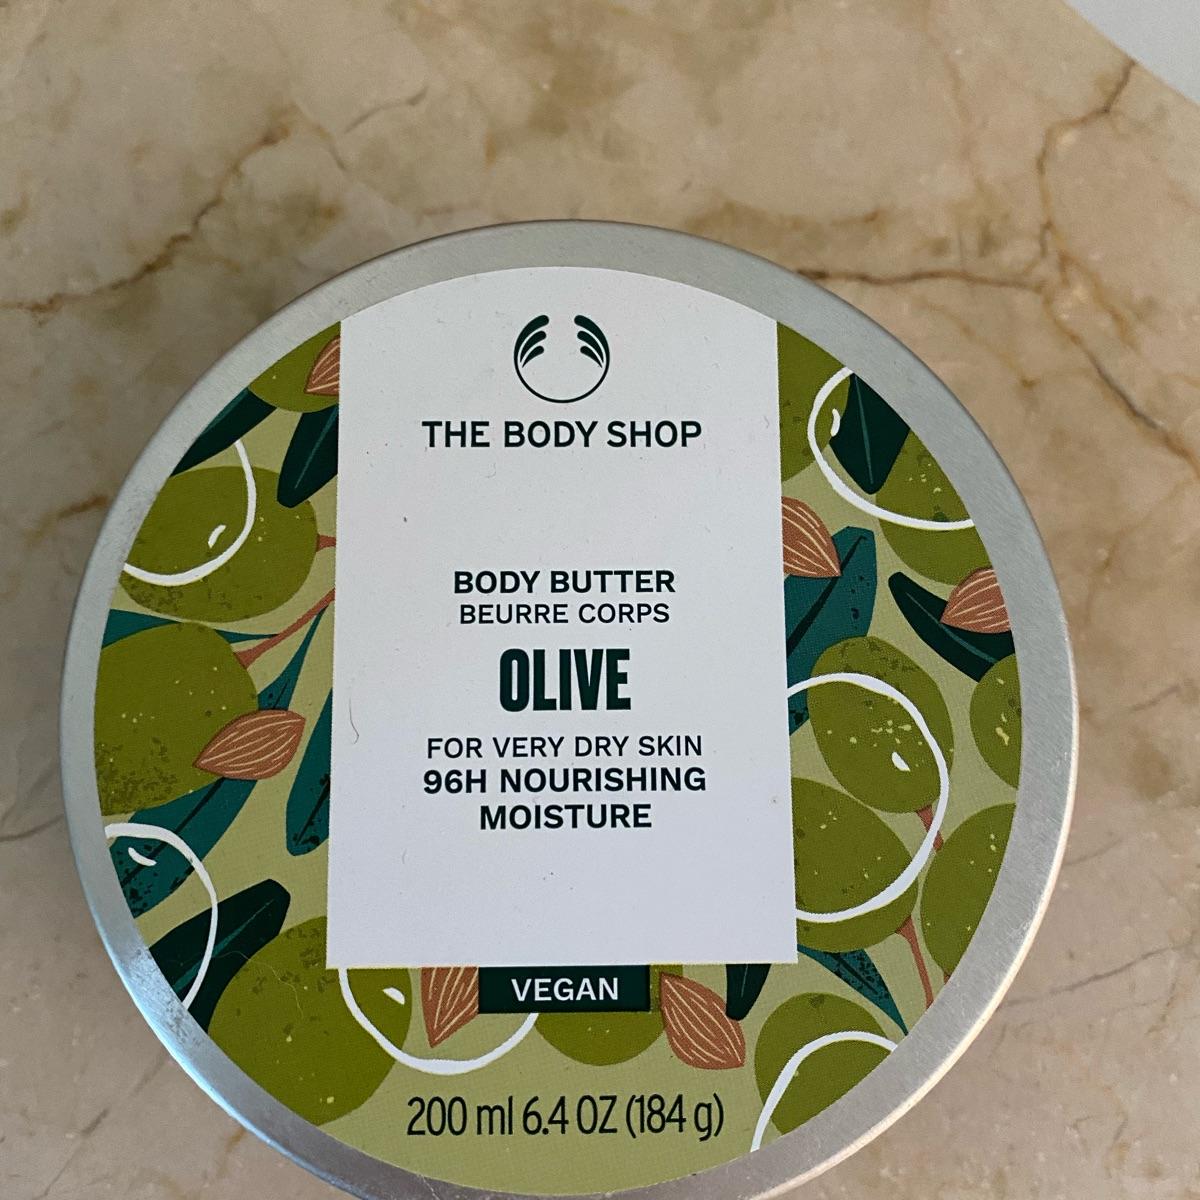 THE BODY SHOP
BODY BUTTER
BEURRE CORPS
OLIVE
FOR VERY DRY SKIN
96H NOURISHING
MOISTURE
VEGAN
200 ml 6.4 OZ (184 g)